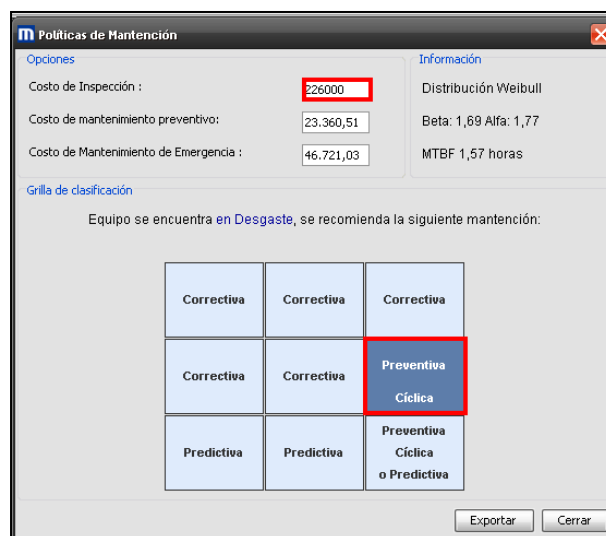 Políticas de Mantención
Opciones
Información
Costo de Inspección :
226000
Distribución Weibull
Costo de mantenimiento preventivo:
23.360,51
Beta: 1,69 Alfa: 1,77
Costo de Mantenimiento de Emergencia :
46.721,03
MTBF 1,57 horas
Grilla de clasificación
Equipo se encuentra en Desgaste, se recomienda la siguiente mantención:
Correctiva
Correctiva
Correctiva
Correctiva
Correctiva
Preventiva
Cíclica
Predictiva
Predictiva
Preventiva
Cíclica
o Predictiva
Exportar
Cerrar